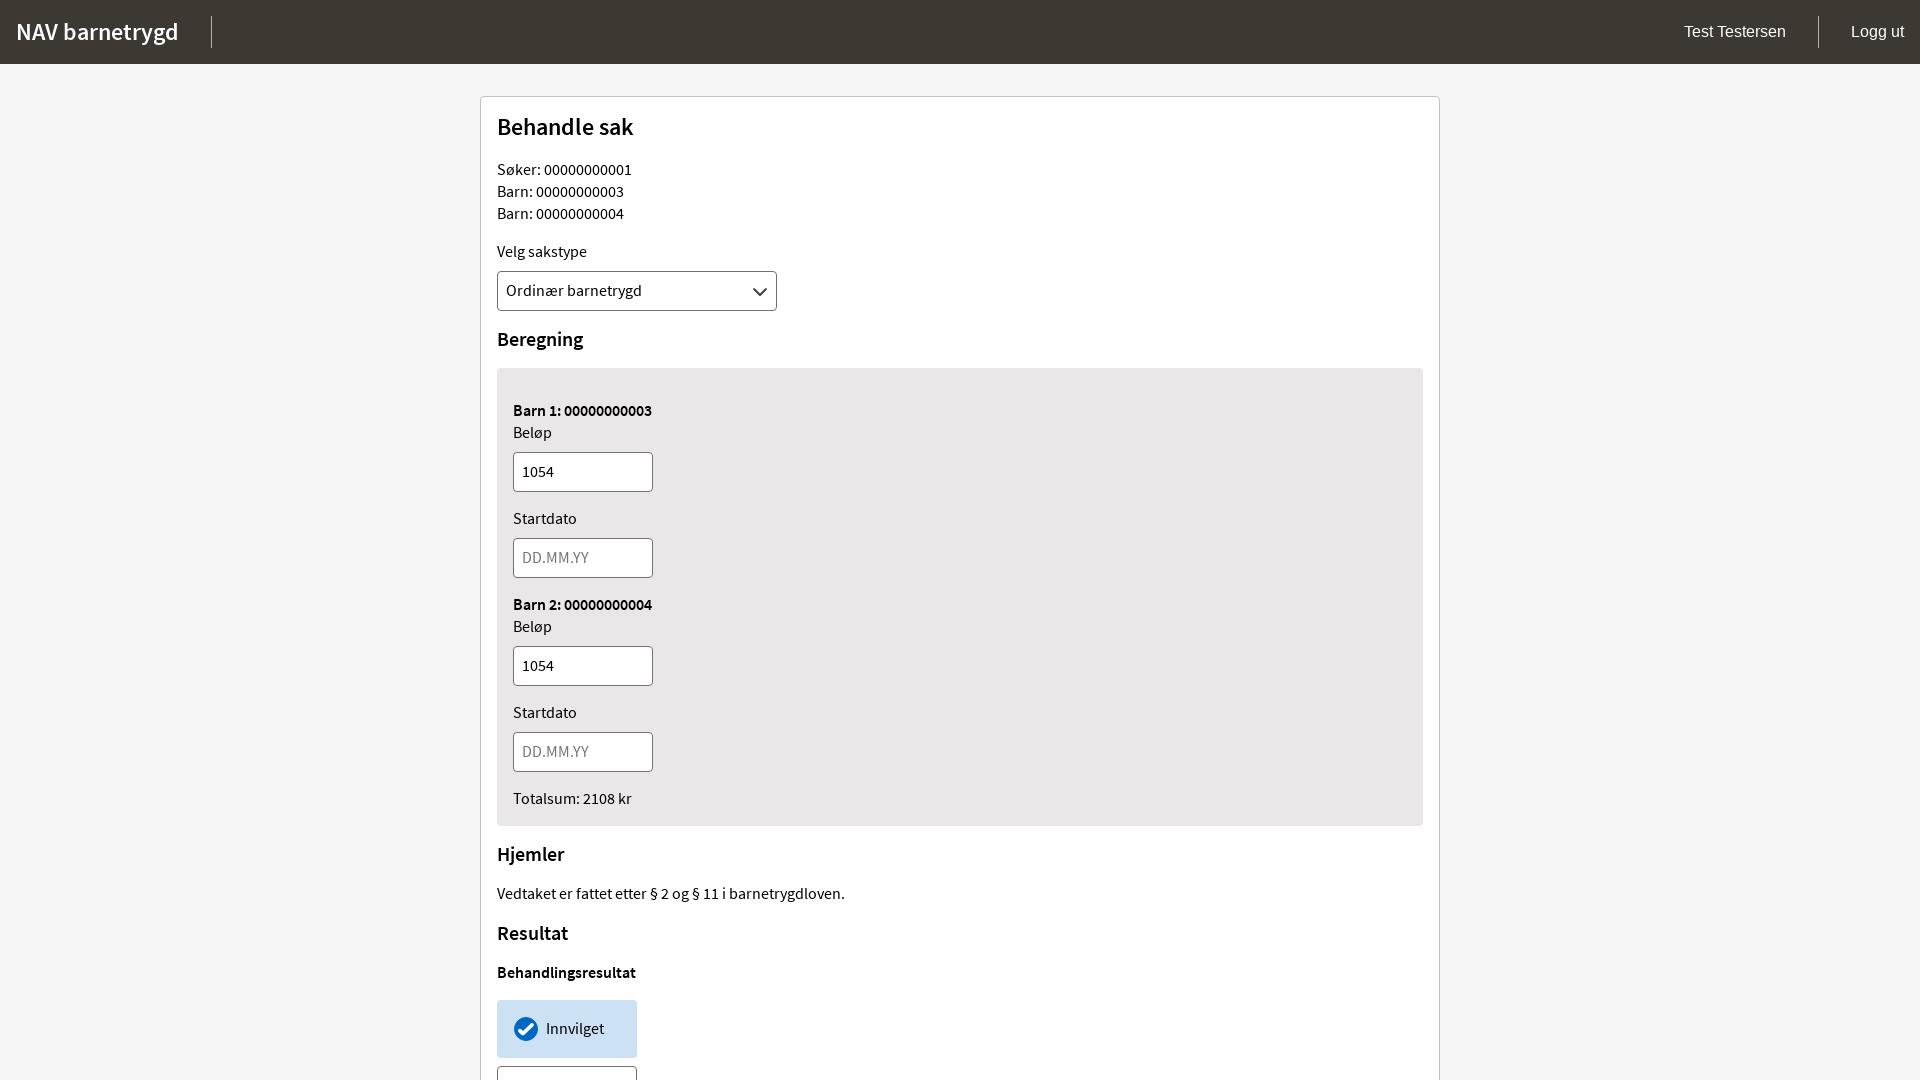 NAV barnetrygd
Test Testersen
Logg ut
Behandle sak
Søker: 00000000001
Barn: 00000000003
Barn: 00000000004
Velg sakstype
Ordinær barnetrygd
Beregning
Barn 1: 00000000003
Beløp
1054
Startdato
DD.MM.YY
Barn 2: 00000000004
Beløp
1054
Startdato
DD.MM.YY
Totalsum: 2108 kr
Hjemler
Vedtaket er fattet etter § 2 og § 11 i barnetrygdloven.
Resultat
Behandlingsresultat
Innvilget